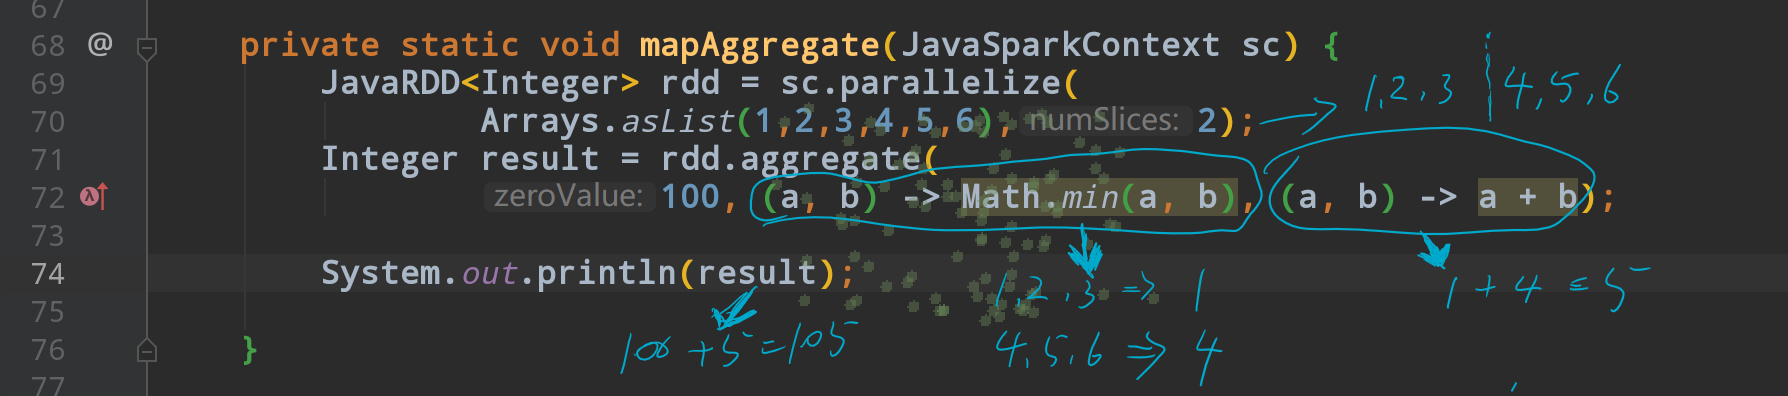 67
68 @ private static void mapAggregate(JavaSparkContext sc) {
69 JavaRDD<Integer> rdd = sc.parallelize(
70 Arrays.asList(1,2,3,4,5,6), numSlices: 2);
1,2,3 4,5,6
71 Integer result = rdd.aggregate(
72 zeroValue: 100, (a, b) -> Math.min(a, b), (a, b) -> a + b);
73
74 System.out.println(result);
1,2,3 => 1
1 + 4 = 5
75
100 + 5 = 105
4,5,6 => 4
76 }
77